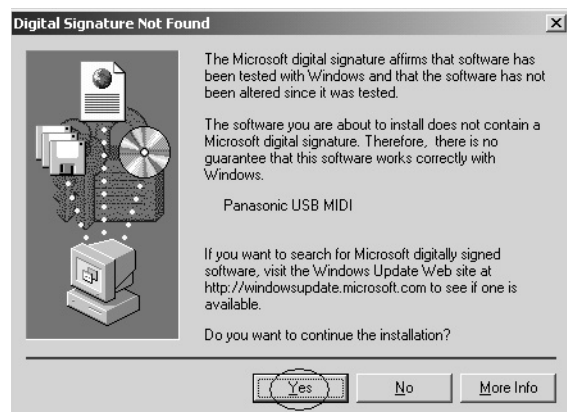 Digital Signature Not Found
The Microsoft digital signature affirms that software has
been tested with Windows and that the software has not
been altered since it was tested.
The software you are about to install does not contain a
Microsoft digital signature. Therefore, there is no
guarantee that this software works correctly with
Windows.
Panasonic USB MIDI
If you want to search for Microsoft digitally signed
software, visit the Windows Update Web site at
http://windowsupdate.microsoft.com to see if one is
available.
Do you want to continue the installation?
Yes No More Info